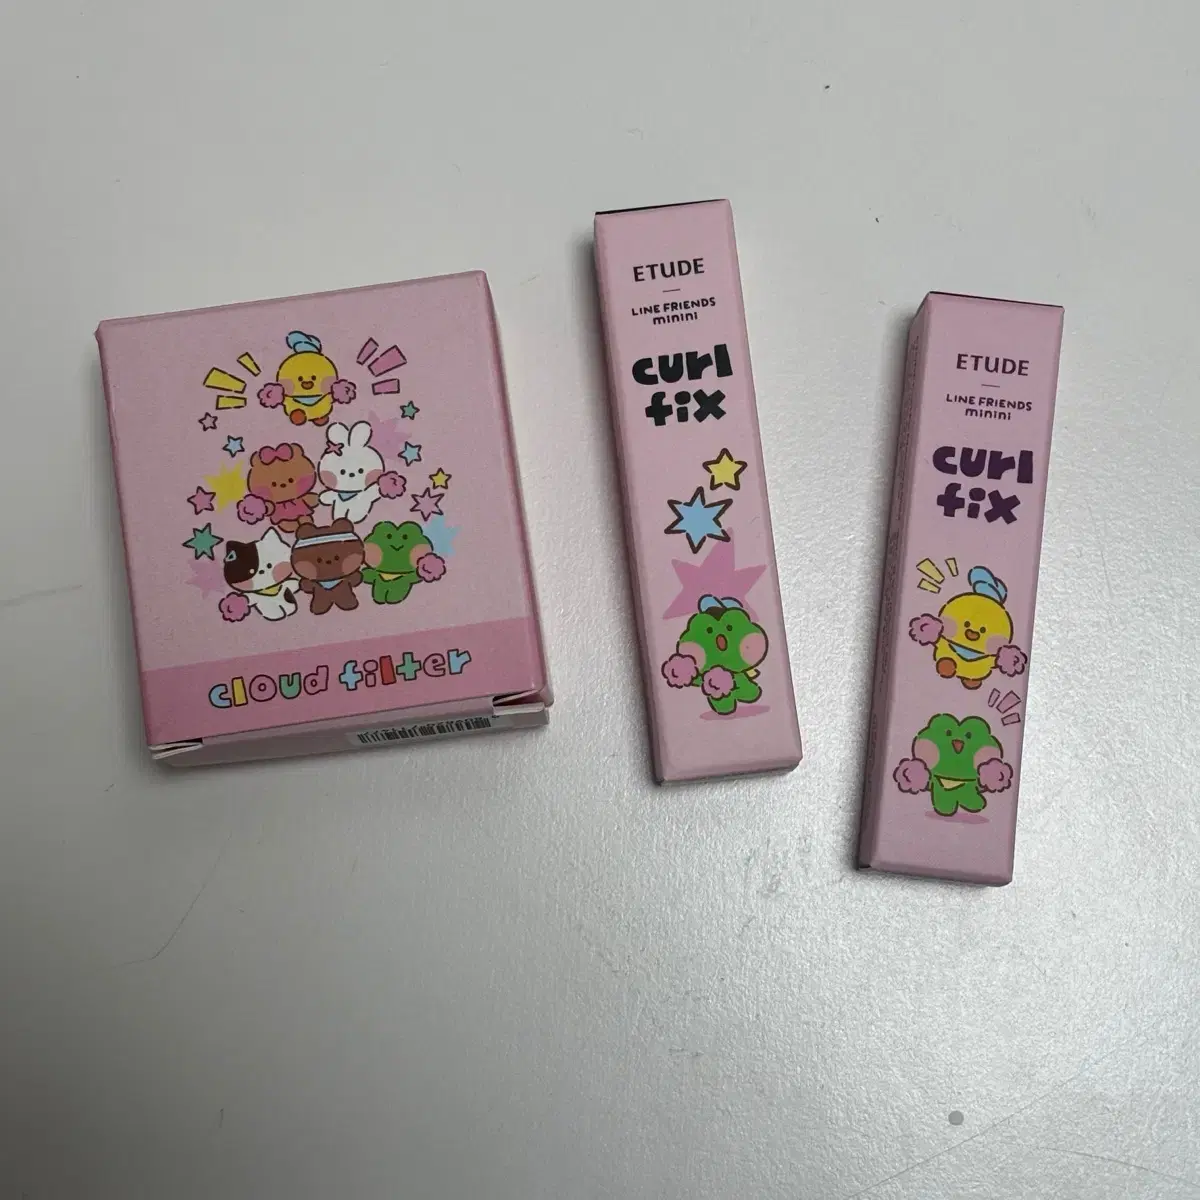 cloud filter
ETUDE
LINE FRIENDS
minini
curl
fix
ETUDE
LINE FRIENDS
minini
curl
fix